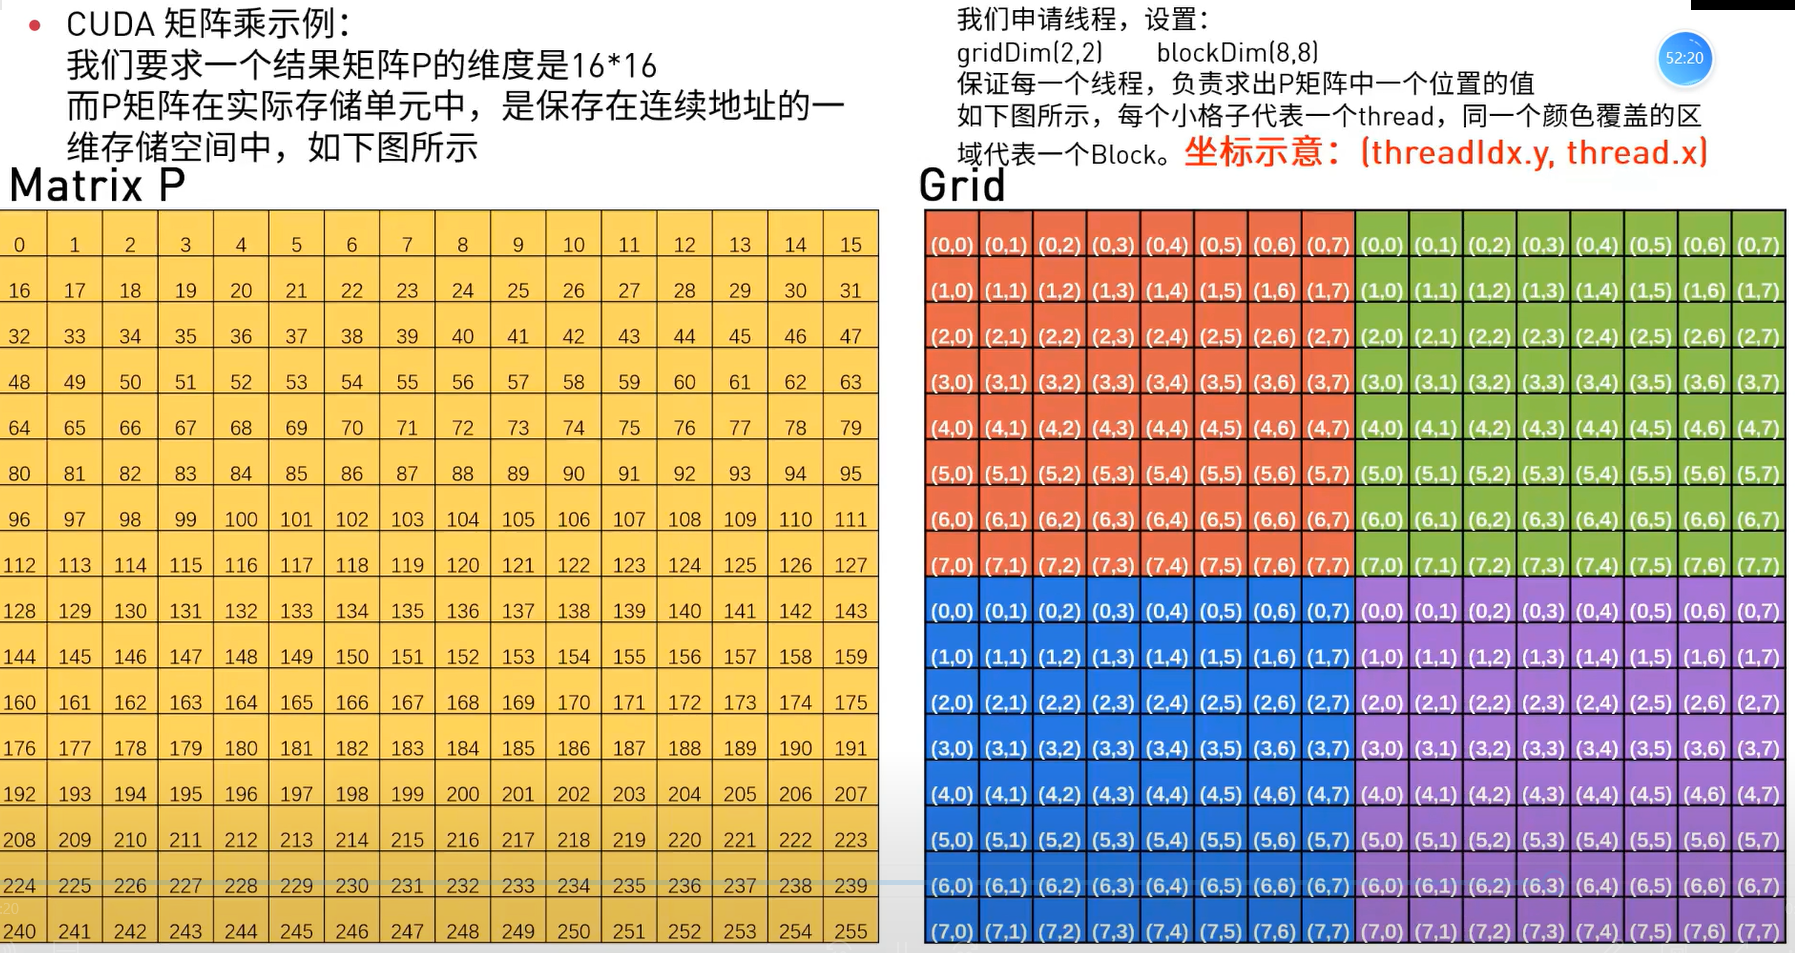 • CUDA 矩阵乘示例：
我们要求一个结果矩阵P的维度是16*16
而P矩阵在实际存储单元中，是保存在连续地址的一
维存储空间中，如下图所示
Matrix P
0 1 2 3 4 5 6 7 8 9 10 11 12 13 14 15
16 17 18 19 20 21 22 23 24 25 26 27 28 29 30 31
32 33 34 35 36 37 38 39 40 41 42 43 44 45 46 47
48 49 50 51 52 53 54 55 56 57 58 59 60 61 62 63
64 65 66 67 68 69 70 71 72 73 74 75 76 77 78 79
80 81 82 83 84 85 86 87 88 89 90 91 92 93 94 95
96 97 98 99 100 101 102 103 104 105 106 107 108 109 110 111
112 113 114 115 116 117 118 119 120 121 122 123 124 125 126 127
128 129 130 131 132 133 134 135 136 137 138 139 140 141 142 143
144 145 146 147 148 149 150 151 152 153 154 155 156 157 158 159
160 161 162 163 164 165 166 167 168 169 170 171 172 173 174 175
176 177 178 179 180 181 182 183 184 185 186 187 188 189 190 191
192 193 194 195 196 197 198 199 200 201 202 203 204 205 206 207
208 209 210 211 212 213 214 215 216 217 218 219 220 221 222 223
224 225 226 227 228 229 230 231 232 233 234 235 236 237 238 239
240 241 242 243 244 245 246 247 248 249 250 251 252 253 254 255
我们申请线程，设置：
gridDim(2,2) blockDim(8,8)
保证每一个线程，负责求出P矩阵中一个位置的值
如下图所示，每个小格子代表一个thread，同一个颜色覆盖的区
域代表一个Block。坐标示意：(threadIdx.y, thread.x)
52:20
Grid
(0,0) (0,1) (0,2) (0,3) (0,4) (0,5) (0,6) (0,7) (0,0) (0,1) (0,2) (0,3) (0,4) (0,5) (0,6) (0,7)
(1,0) (1,1) (1,2) (1,3) (1,4) (1,5) (1,6) (1,7) (1,0) (1,1) (1,2) (1,3) (1,4) (1,5) (1,6) (1,7)
(2,0) (2,1) (2,2) (2,3) (2,4) (2,5) (2,6) (2,7) (2,0) (2,1) (2,2) (2,3) (2,4) (2,5) (2,6) (2,7)
(3,0) (3,1) (3,2) (3,3) (3,4) (3,5) (3,6) (3,7) (3,0) (3,1) (3,2) (3,3) (3,4) (3,5) (3,6) (3,7)
(4,0) (4,1) (4,2) (4,3) (4,4) (4,5) (4,6) (4,7) (4,0) (4,1) (4,2) (4,3) (4,4) (4,5) (4,6) (4,7)
(5,0) (5,1) (5,2) (5,3) (5,4) (5,5) (5,6) (5,7) (5,0) (5,1) (5,2) (5,3) (5,4) (5,5) (5,6) (5,7)
(6,0) (6,1) (6,2) (6,3) (6,4) (6,5) (6,6) (6,7) (6,0) (6,1) (6,2) (6,3) (6,4) (6,5) (6,6) (6,7)
(7,0) (7,1) (7,2) (7,3) (7,4) (7,5) (7,6) (7,7) (7,0) (7,1) (7,2) (7,3) (7,4) (7,5) (7,6) (7,7)
(0,0) (0,1) (0,2) (0,3) (0,4) (0,5) (0,6) (0,7) (0,0) (0,1) (0,2) (0,3) (0,4) (0,5) (0,6) (0,7)
(1,0) (1,1) (1,2) (1,3) (1,4) (1,5) (1,6) (1,7) (1,0) (1,1) (1,2) (1,3) (1,4) (1,5) (1,6) (1,7)
(2,0) (2,1) (2,2) (2,3) (2,4) (2,5) (2,6) (2,7) (2,0) (2,1) (2,2) (2,3) (2,4) (2,5) (2,6) (2,7)
(3,0) (3,1) (3,2) (3,3) (3,4) (3,5) (3,6) (3,7) (3,0) (3,1) (3,2) (3,3) (3,4) (3,5) (3,6) (3,7)
(4,0) (4,1) (4,2) (4,3) (4,4) (4,5) (4,6) (4,7) (4,0) (4,1) (4,2) (4,3) (4,4) (4,5) (4,6) (4,7)
(5,0) (5,1) (5,2) (5,3) (5,4) (5,5) (5,6) (5,7) (5,0) (5,1) (5,2) (5,3) (5,4) (5,5) (5,6) (5,7)
(6,0) (6,1) (6,2) (6,3) (6,4) (6,5) (6,6) (6,7) (6,0) (6,1) (6,2) (6,3) (6,4) (6,5) (6,6) (6,7)
(7,0) (7,1) (7,2) (7,3) (7,4) (7,5) (7,6) (7,7) (7,0) (7,1) (7,2) (7,3) (7,4) (7,5) (7,6) (7,7)